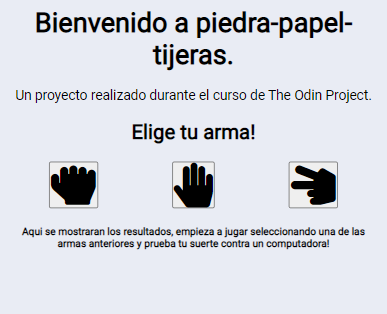 Bienvenido a piedra-papel-
tijeras.
Un proyecto realizado durante el curso de The Odin Project.
Elige tu arma!
Aqui se mostraran los resultados, empieza a jugar seleccionando una de las
armas anteriores y prueba tu suerte contra un computadora!